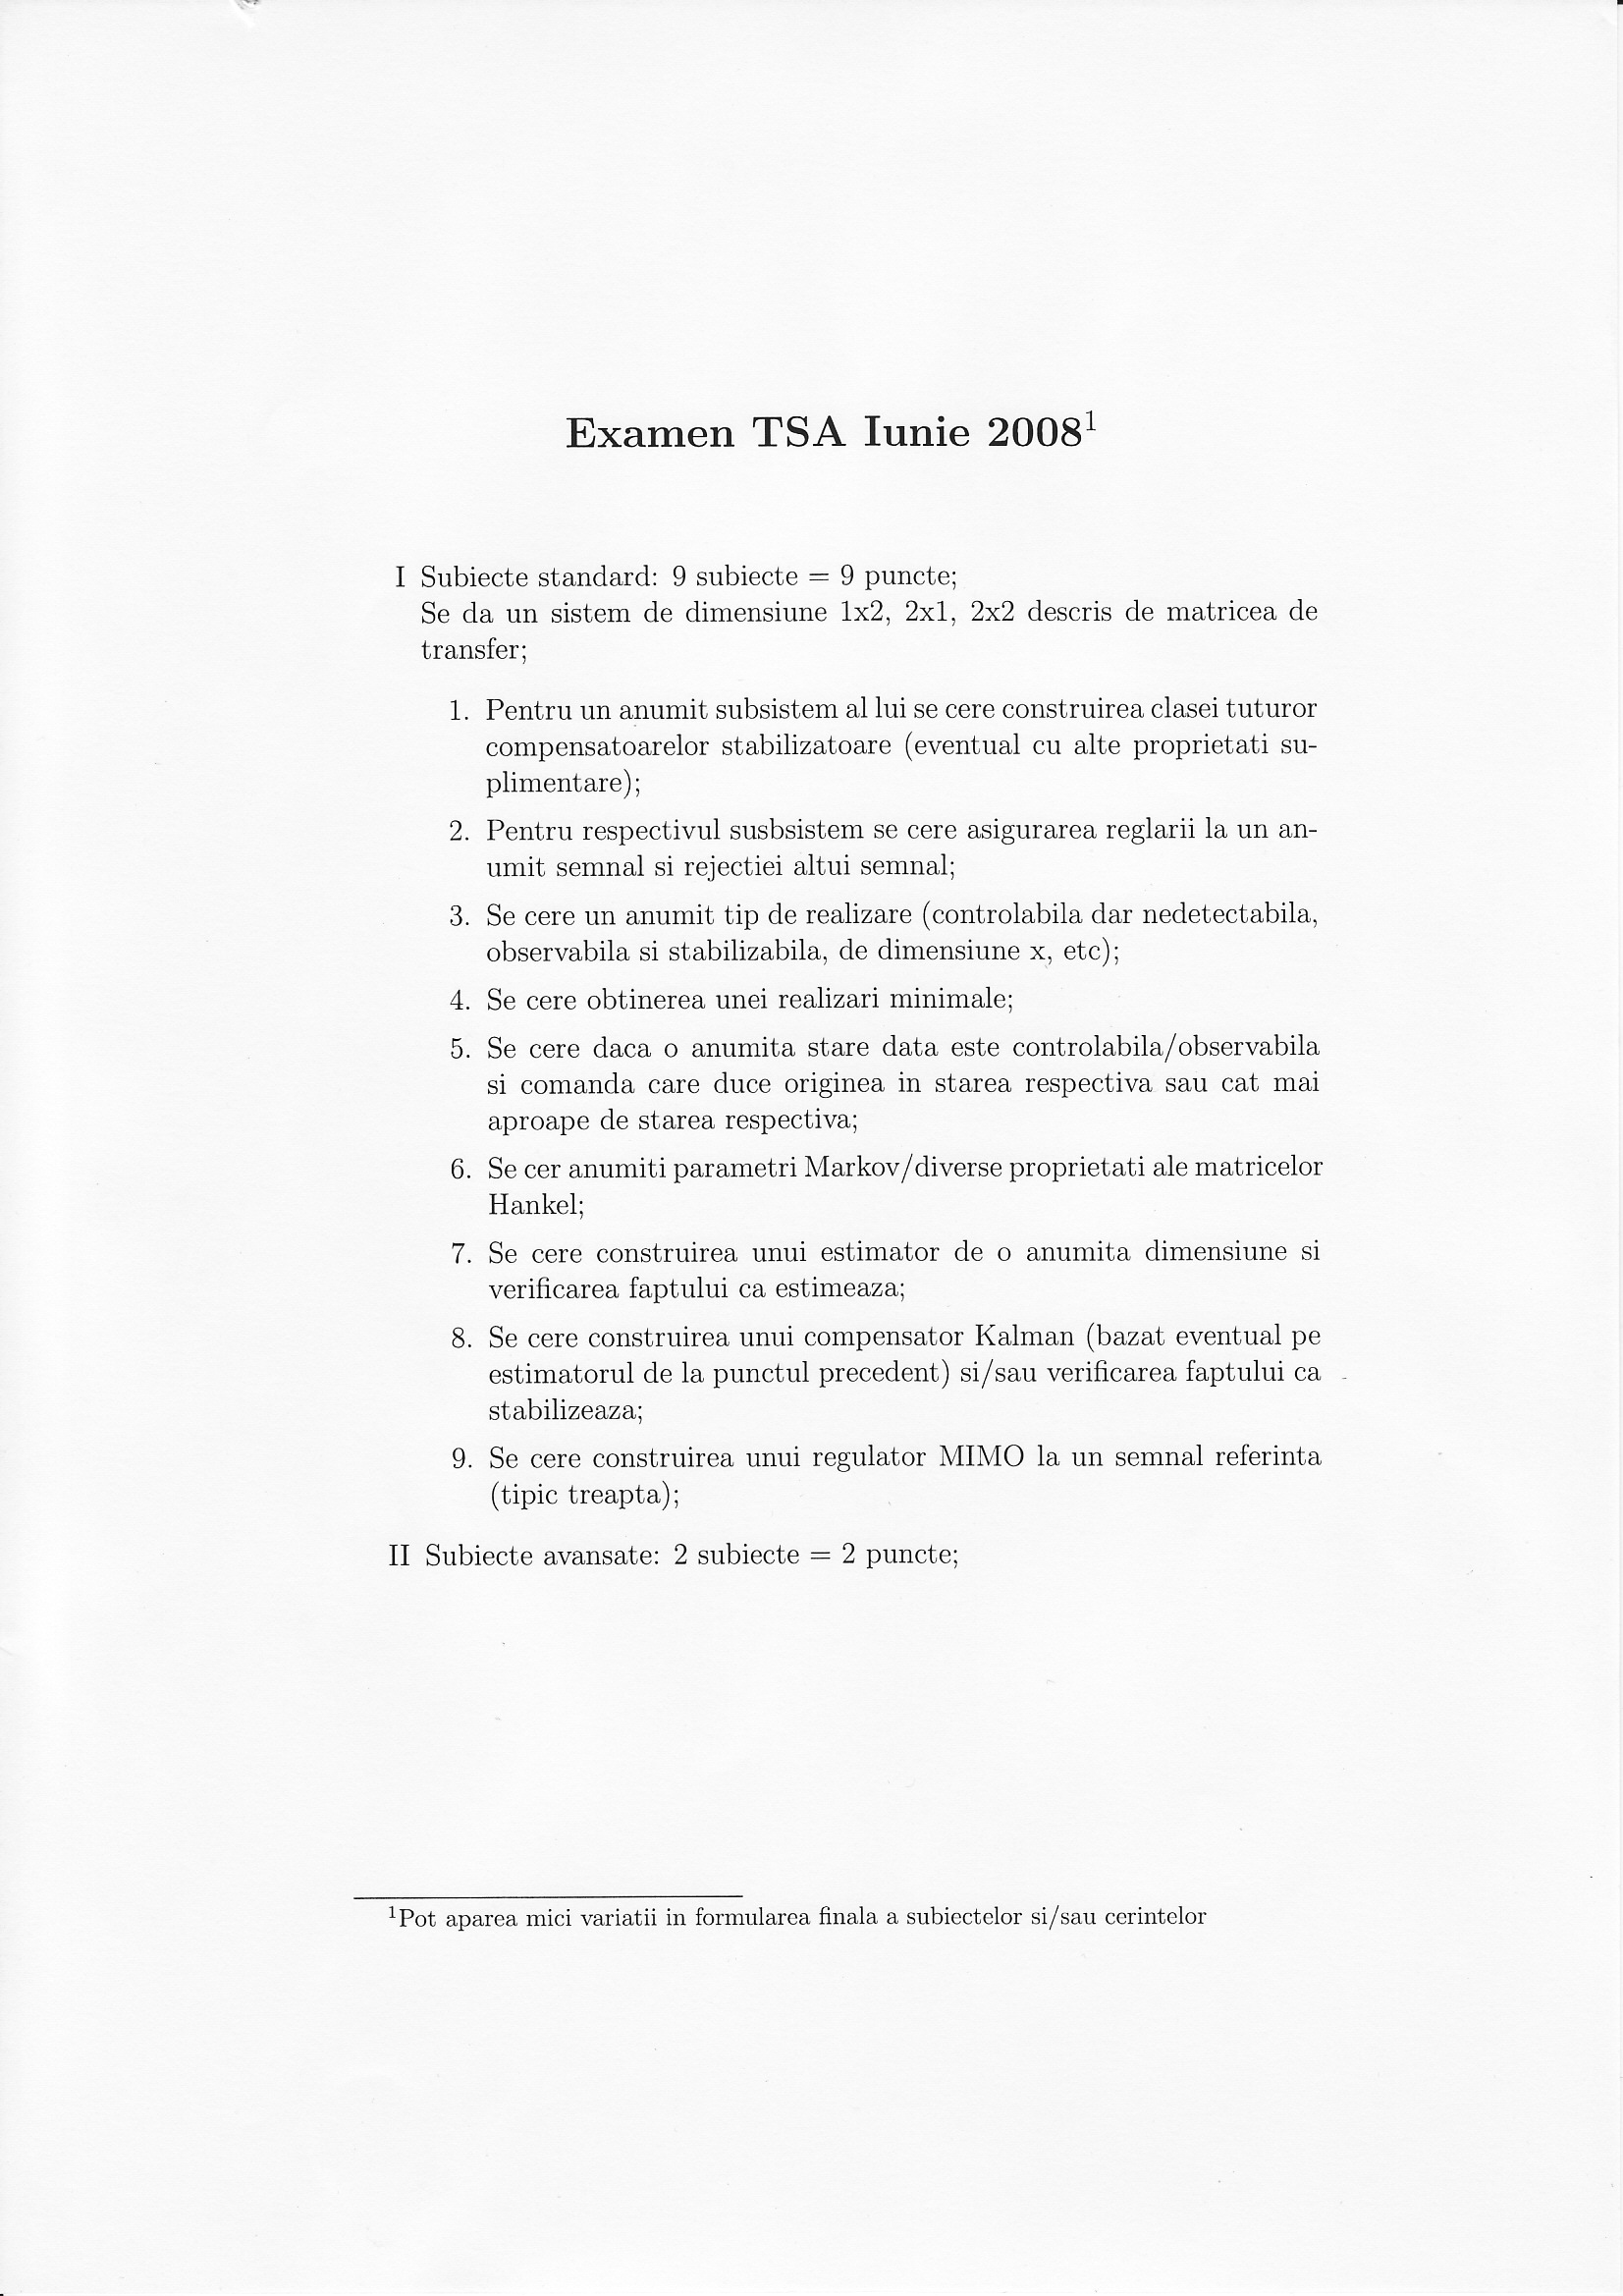 Examen TSA Iunie 2008¹
I Subiecte standard: 9 subiecte = 9 puncte;
Se da un sistem de dimensiune 1x2, 2x1, 2x2 descris de matricea de
transfer;
1. Pentru un anumit subsistem al lui se cere construirea clasei tuturor
compensatoarelor stabilizatoare (eventual cu alte proprietati su-
plimentare);
2. Pentru respectivul susbsistem se cere asigurarea reglarii la un an-
umit semnal si rejectiei altui semnal;
3. Se cere un anumit tip de realizare (controlabila dar nedetectabila,
observabila si stabilizabila, de dimensiune x, etc);
4. Se cere obtinerea unei realizari minimale;
5. Se cere daca o anumita stare data este controlabila/observabila
si comanda care duce originea in starea respectiva sau cat mai
aproape de starea respectiva;
6. Se cer anumiti parametri Markov/diverse proprietati ale matricelor
Hankel;
7. Se cere construirea unui estimator de o anumita dimensiune si
verificarea faptului ca estimeaza;
8. Se cere construirea unui compensator Kalman (bazat eventual pe
estimatorul de la punctul precedent) si/sau verificarea faptului ca
stabilizeaza;
9. Se cere construirea unui regulator MIMO la un semnal referinta
(tipic treapta);
II Subiecte avansate: 2 subiecte = 2 puncte;
¹Pot aparea mici variatii in formularea finala a subiectelor si/sau cerintelor